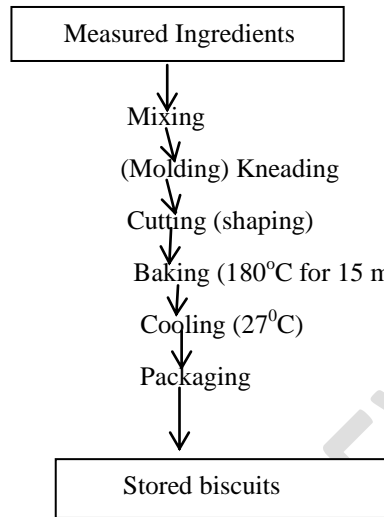 Measured Ingredients
Mixing
(Molding) Kneading
Cutting (shaping)
Baking (180°C for 15 m
Cooling (27⁰C)
Packaging
Stored biscuits